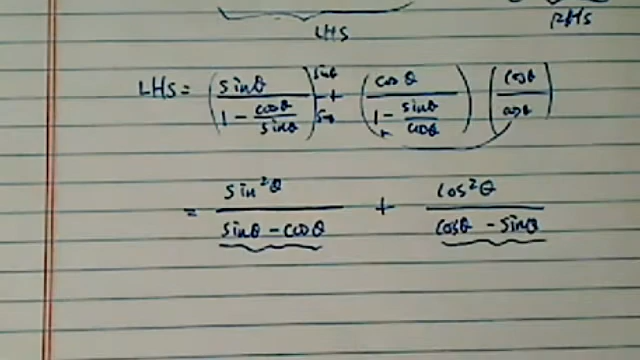 LHS RHS
LHS = (sinθ / (1 - cosθ/sinθ)) sinθ/sinθ + (cosθ / (1 - sinθ/cosθ)) (cosθ/cosθ)
= sin²θ / (sinθ - cosθ) + cos²θ / (cosθ - sinθ)